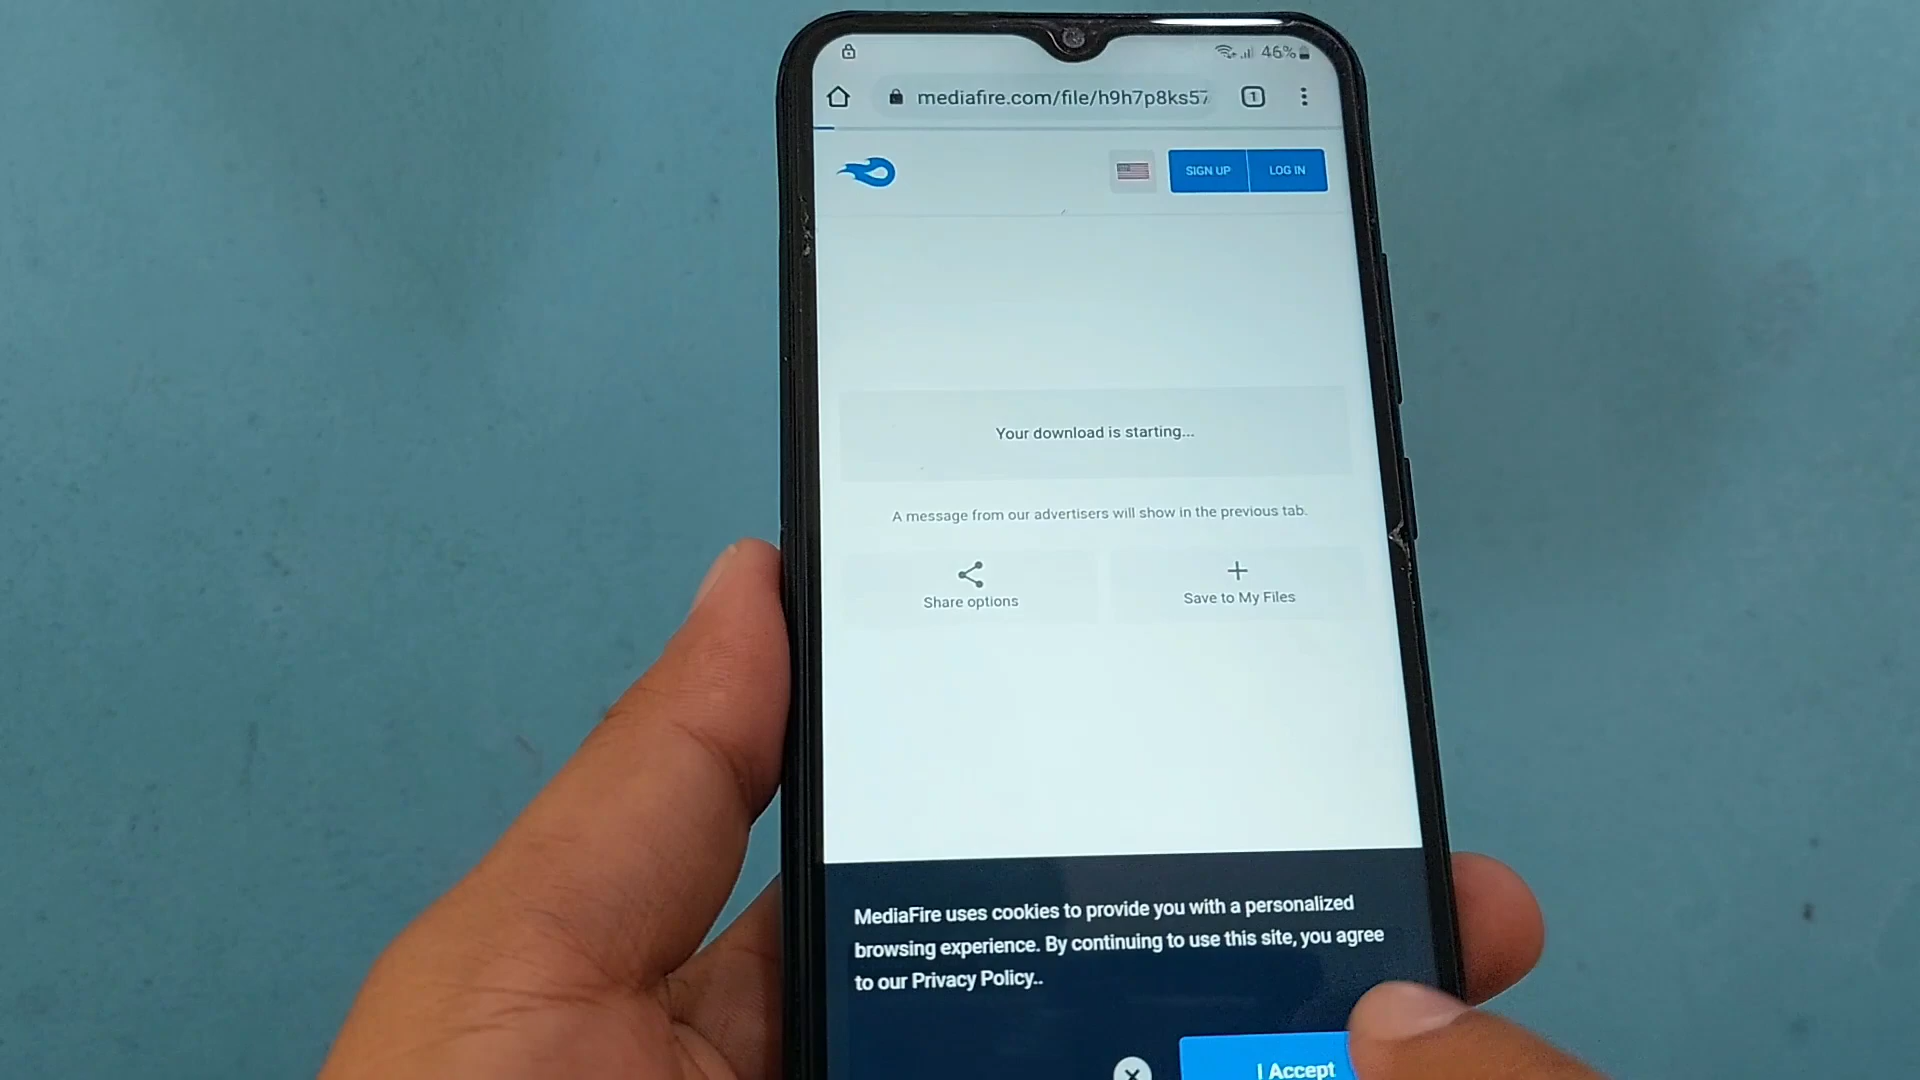 46%
mediafire.com/file/h9h7p8ks57
1
SIGN UP
LOG IN
Your download is starting...
A message from our advertisers will show in the previous tab.
Share options
Save to My Files
MediaFire uses cookies to provide you with a personalized
browsing experience. By continuing to use this site, you agree
to our Privacy Policy..
I Accept